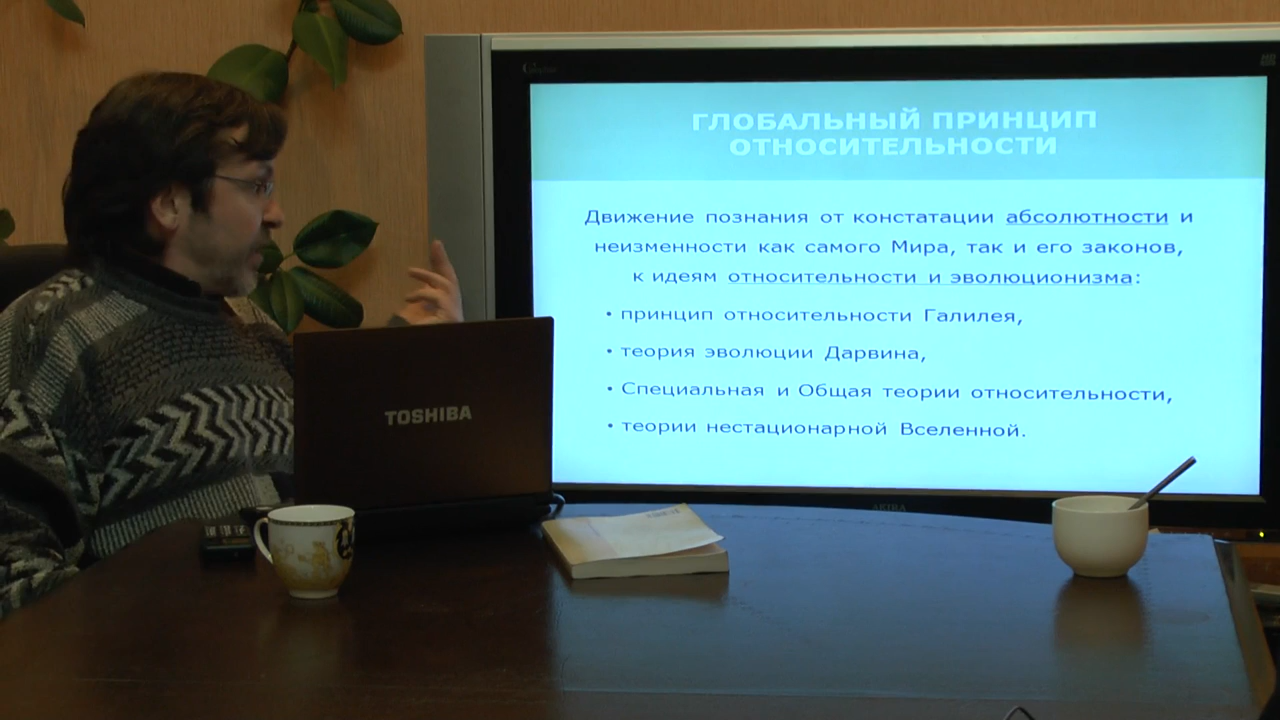 ГЛОБАЛЬНЫЙ ПРИНЦИП
ОТНОСИТЕЛЬНОСТИ
Движение познания от констатации абсолютности и
неизменности как самого Мира, так и его законов,
к идеям относительности и эволюционизма:
• принцип относительности Галилея,
• теория эволюции Дарвина,
• Специальная и Общая теории относительности,
• теории нестационарной Вселенной.
TOSHIBA
AKIRA